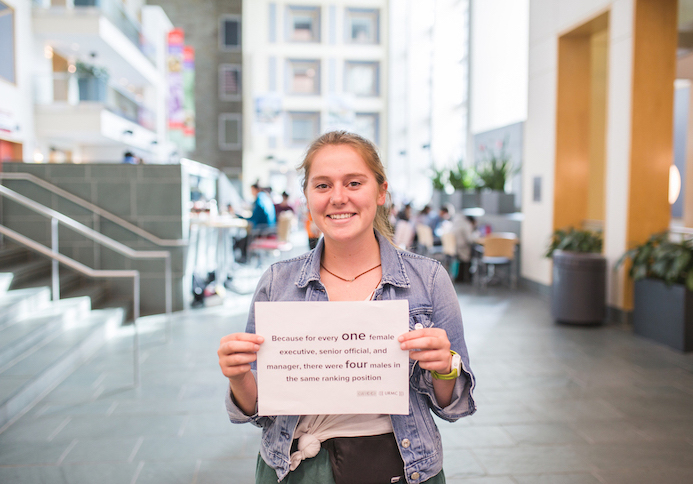 Because for every one female
executive, senior official, and
manager, there were four males in
the same ranking position